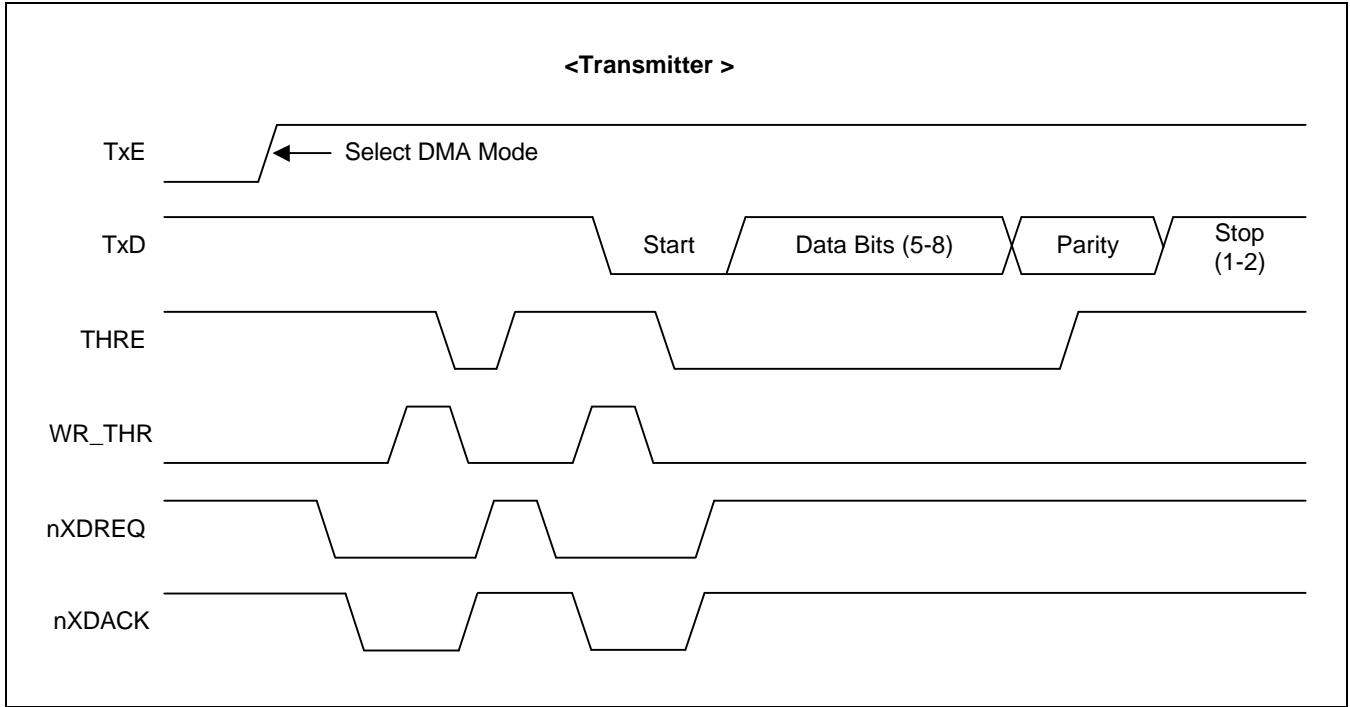 <Transmitter >
TxE
Select DMA Mode
TxD
Start
Data Bits (5-8)
Parity
Stop
(1-2)
THRE
WR_THR
nXDREQ
nXDACK